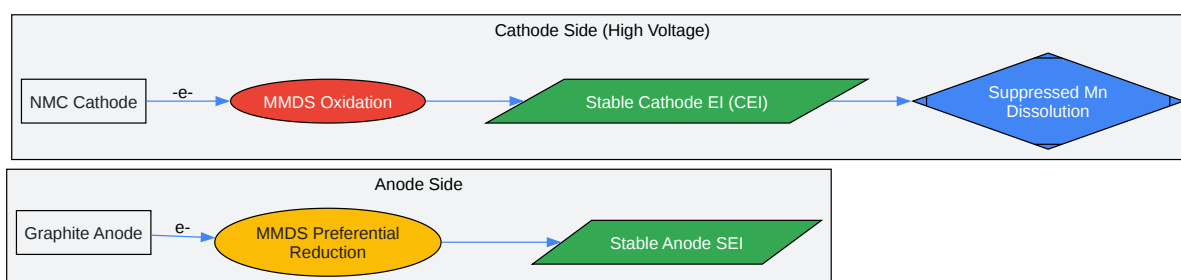 Cathode Side (High Voltage)
NMC Cathode
-e-
MMDS Oxidation
Stable Cathode EI (CEI)
Suppressed Mn
Dissolution
Anode Side
Graphite Anode
e-
MMDS Preferential
Reduction
Stable Anode SEI